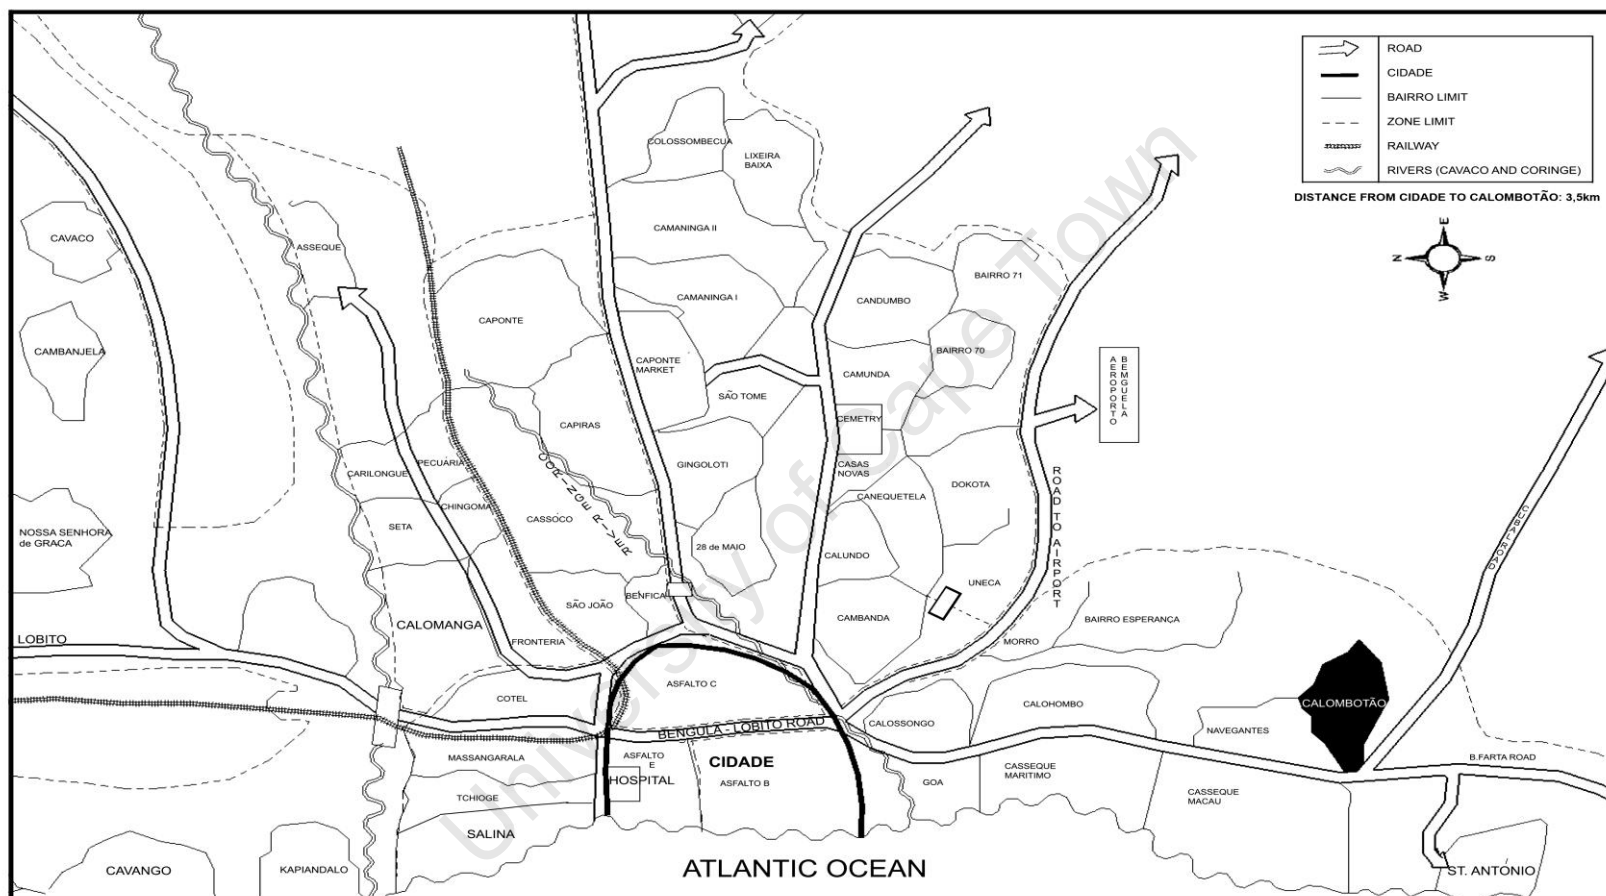 ROAD
CIDADE
BAIRRO LIMIT
ZONE LIMIT
RAILWAY
RIVERS (CAVACO AND CORINGE)
DISTANCE FROM CIDADE TO CALOMBOTÃO: 3,5km
E
N
S
W
COLOSSOMBECUA
LIXEIRA
BAIXA
CAVACO
ASSEQUE
CAMANINGA II
BAIRRO 71
CAPONTE
CAMANINGA I
CANDUMBO
CAMBANJELA
CAPONTE
MARKET
BAIRRO 70
CAMUNDA
AEROPORTO
BEMGUELA
SÃO TOME
CEMETRY
CAPIRAS
PECUÁRIA
CARILONGUE
GINGOLOTI
CASAS
NOVAS
DOKOTA
CORINGE RIVER
ROAD TO AIRPORT
CHINGOMA
CANEQUETELA
CASSOCO
SETA
NOSSA SENHORA
de GRACA
28 de MAIO
CALUNDO
CUBAL ROAD
UNECA
BENFICA
SÃO JOÃO
CALOMANGA
CAMBANDA
BAIRRO ESPERANÇA
LOBITO
FRONTERIA
MORRO
ASFALTO C
COTEL
CALOHOMBO
CALOMBOTÃO
CALOSSONGO
BENGULA - LOBITO ROAD
NAVEGANTES
MASSANGARALA
ASFALTO
E
CIDADE
B.FARTA ROAD
HOSPITAL
ASFALTO B
GOA
CASSEQUE
MARITIMO
CASSEQUE
MACAU
TCHIOGE
SALINA
CAVANGO
KAPIANDALO
ATLANTIC OCEAN
ST. ANTÓNIO
University of Cape Town